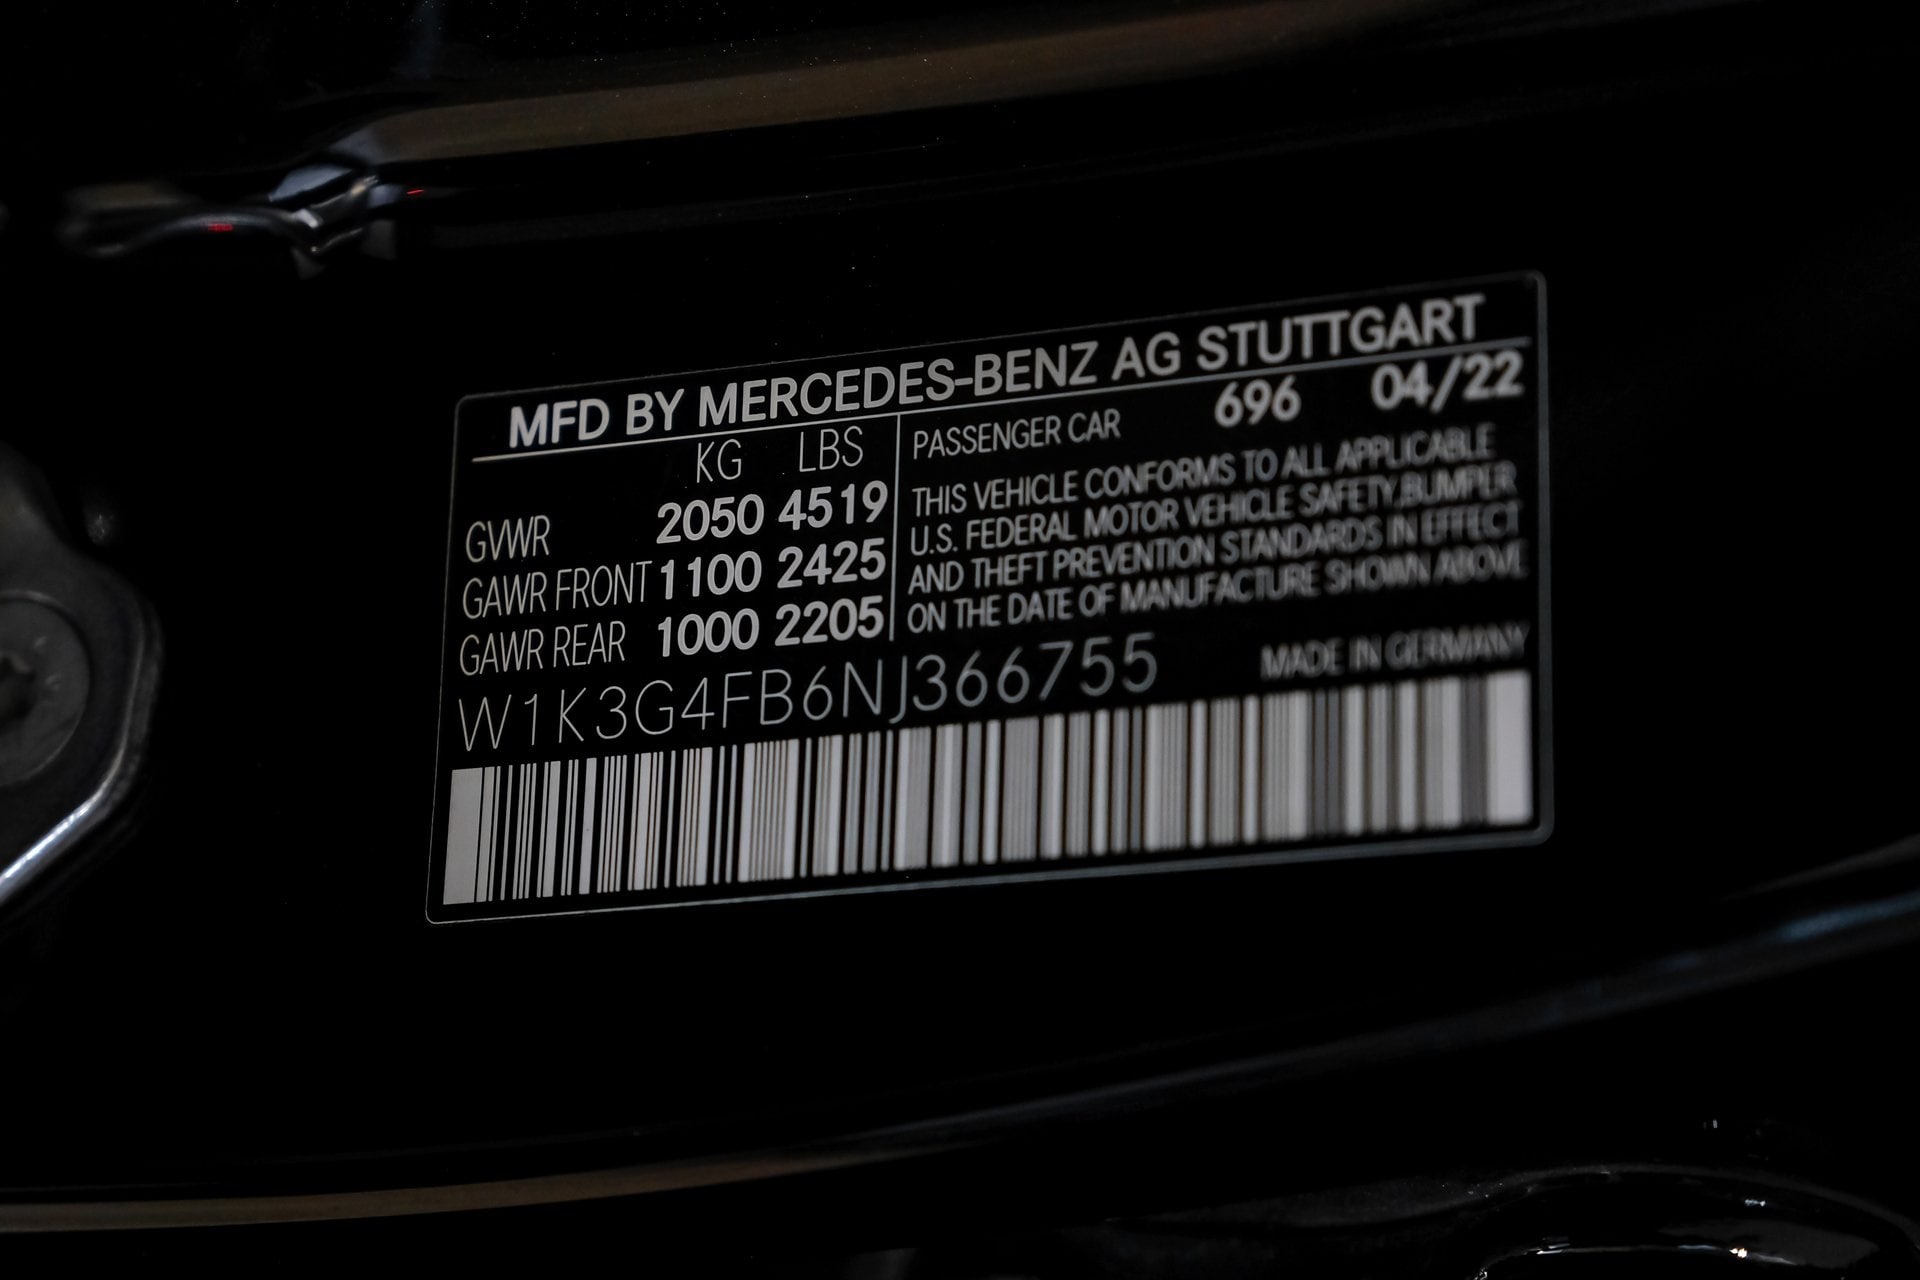 MFD BY MERCEDES-BENZ AG STUTTGART
KG LBS
GVWR 2050 4519
GAWR FRONT 1100 2425
GAWR REAR 1000 2205
PASSENGER CAR 696 04/22
THIS VEHICLE CONFORMS TO ALL APPLICABLE
U.S. FEDERAL MOTOR VEHICLE SAFETY,BUMPER
AND THEFT PREVENTION STANDARDS IN EFFECT
ON THE DATE OF MANUFACTURE SHOWN ABOVE
W1K3G4FB6NJ366755
MADE IN GERMANY